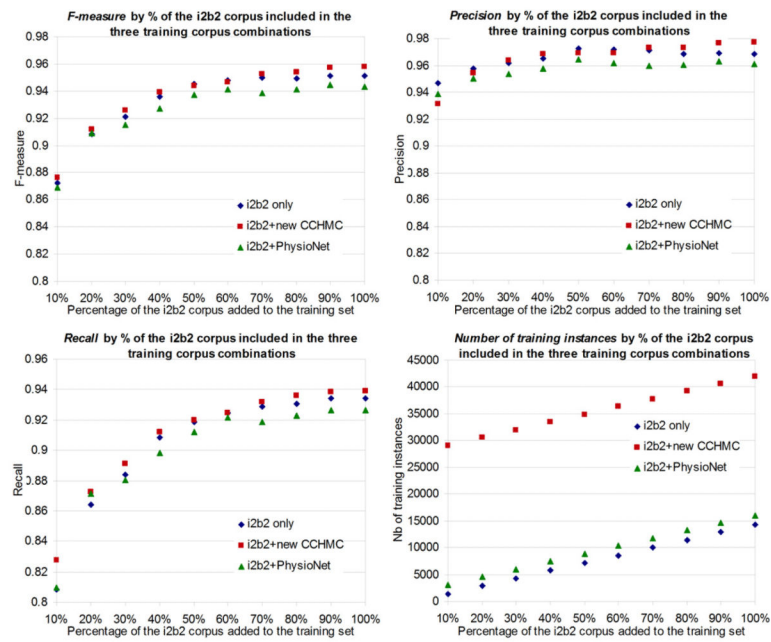 F-measure by % of the i2b2 corpus included in the
three training corpus combinations
0.98
0.96
0.94
0.92
0.9
0.88
0.86
0.84
0.82
0.8
F-measure
i2b2 only
i2b2+new CCHMC
i2b2+PhysioNet
10% 20% 30% 40% 50% 60% 70% 80% 90% 100%
Percentage of the i2b2 corpus added to the training set
Precision by % of the i2b2 corpus included in the
three training corpus combinations
0.98
0.96
0.94
0.92
0.9
0.88
0.86
0.84
0.82
0.8
Precision
i2b2 only
i2b2+new CCHMC
i2b2+PhysioNet
10% 20% 30% 40% 50% 60% 70% 80% 90% 100%
Percentage of the i2b2 corpus added to the training set
Recall by % of the i2b2 corpus included in the three
training corpus combinations
0.96
0.94
0.92
0.9
0.88
0.86
0.84
0.82
0.8
Recall
i2b2 only
i2b2+new CCHMC
i2b2+PhysioNet
10% 20% 30% 40% 50% 60% 70% 80% 90% 100%
Percentage of the i2b2 corpus added to the training set
Number of training instances by % of the i2b2 corpus
included in the three training corpus combinations
45000
40000
35000
30000
25000
20000
15000
10000
5000
0
Nb of training instances
i2b2 only
i2b2+new CCHMC
i2b2+PhysioNet
10% 20% 30% 40% 50% 60% 70% 80% 90% 100%
Percentage of the i2b2 corpus added to the training set